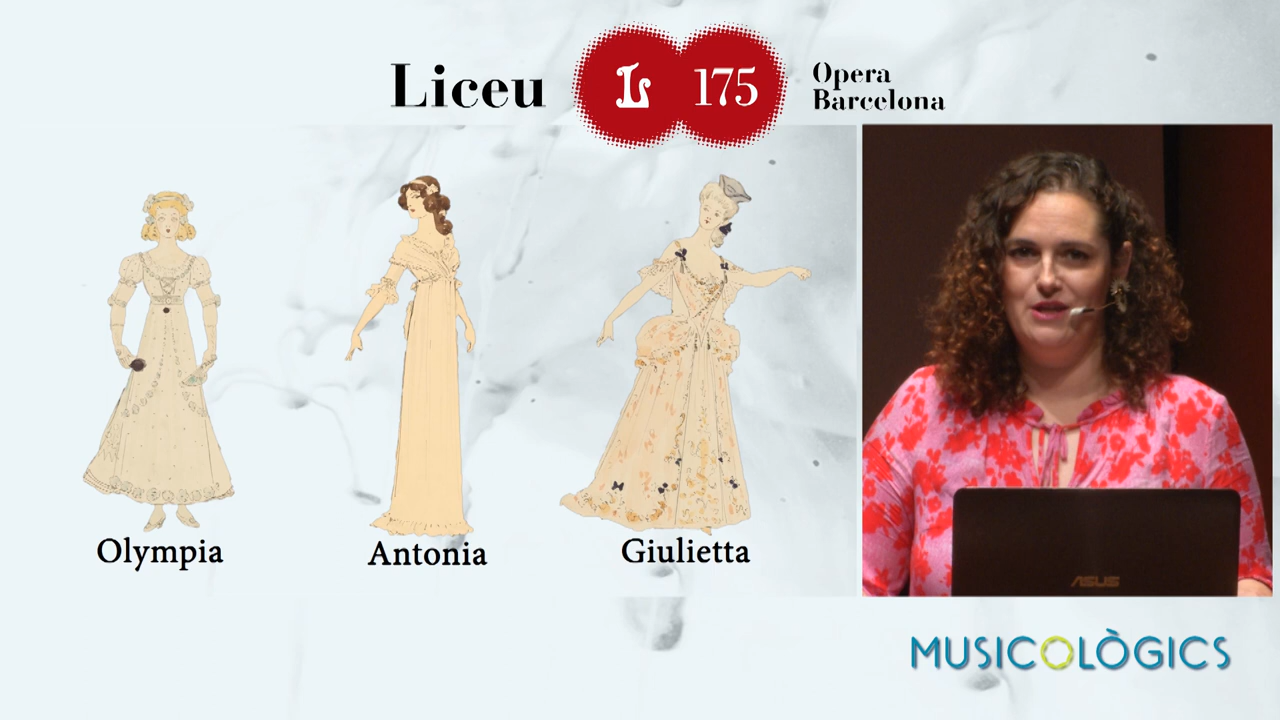 Liceu
L 175
Opera
Barcelona
Olympia
Antonia
Giulietta
ASUS
MUSICOLÒGICS